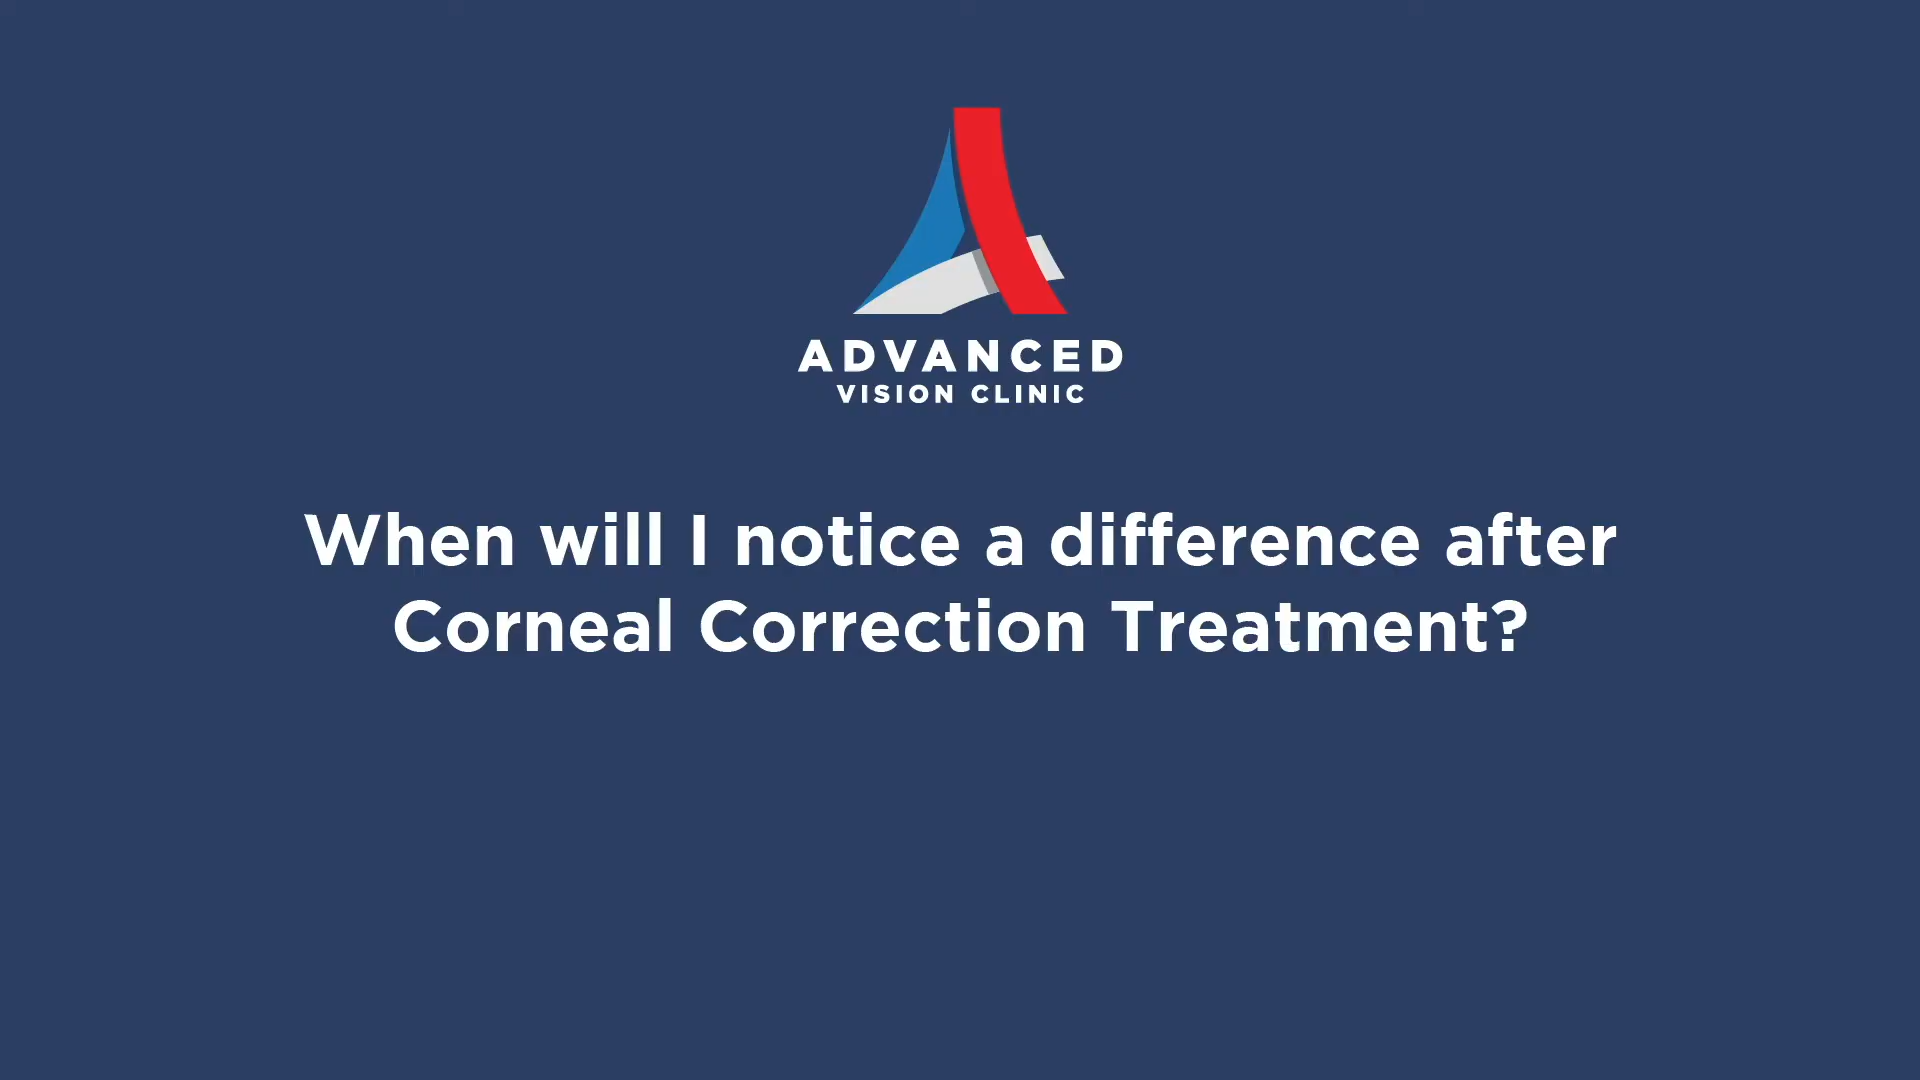 ADVANCED
VISION CLINIC
When will I notice a difference after
Corneal Correction Treatment?